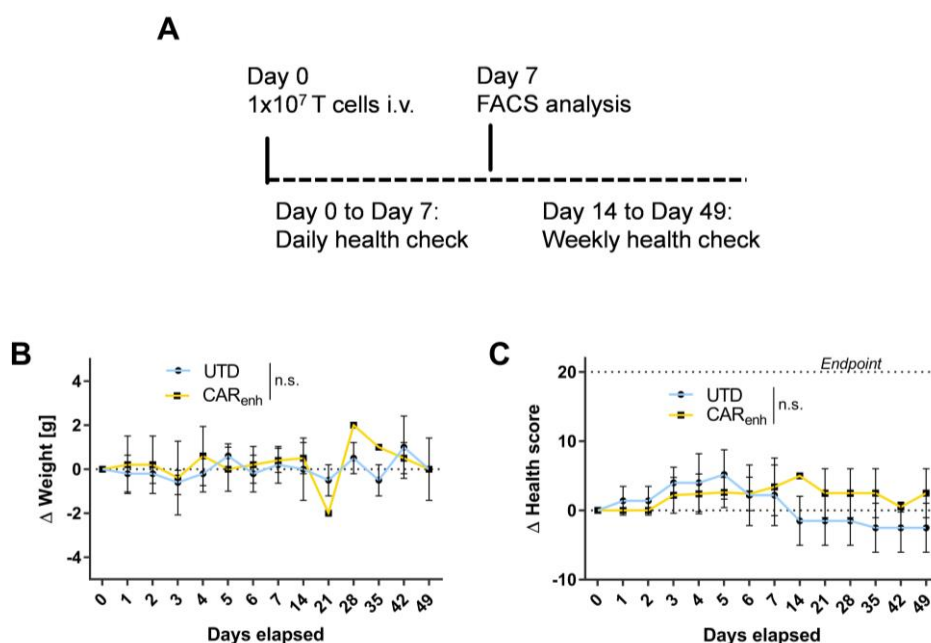 A
Day 0
1x10⁷ T cells i.v.
Day 7
FACS analysis
Day 0 to Day 7:
Daily health check
Day 14 to Day 49:
Weekly health check
B
Δ Weight [g]
4
2
0
-2
-4
UTD
CARenh
n.s.
0 1 2 3 4 5 6 7 14 21 28 35 42 49
Days elapsed
C
Δ Health score
20
10
0
-10
Endpoint
UTD
CARenh
n.s.
0 1 2 3 4 5 6 7 14 21 28 35 42 49
Days elapsed